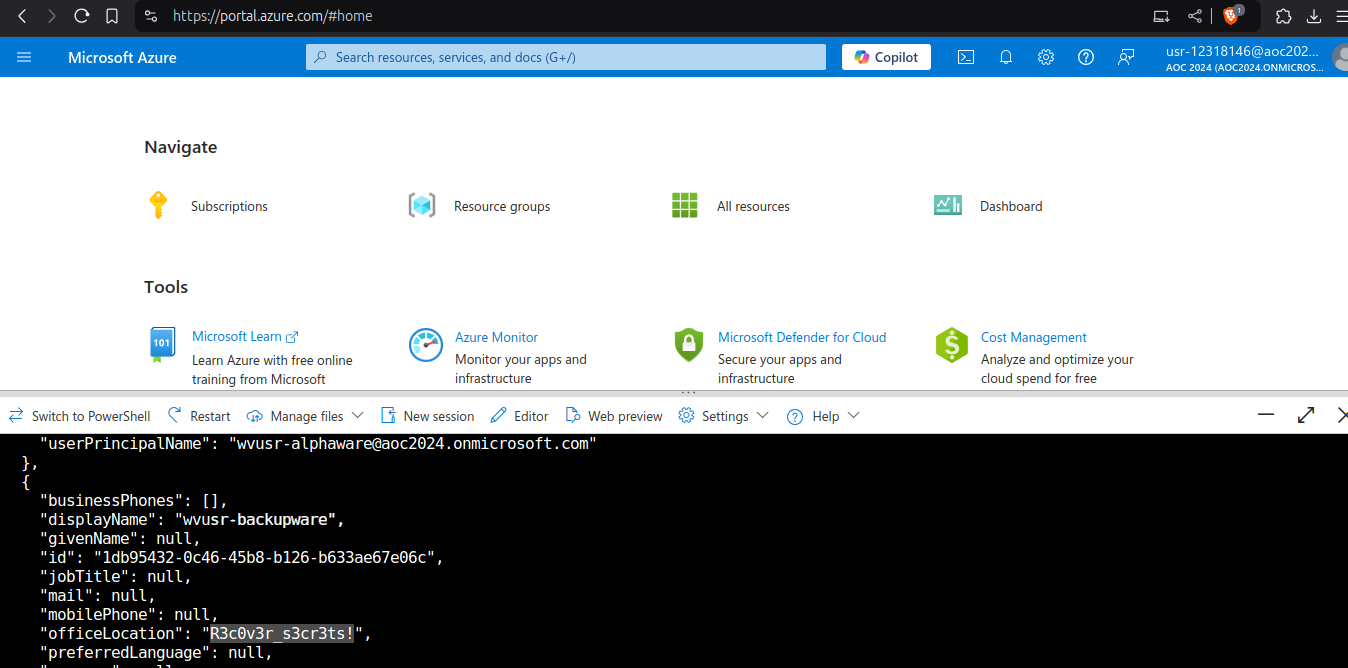 https://portal.azure.com/#home
1
Microsoft Azure
Search resources, services, and docs (G+/)
Copilot
usr-12318146@aoc202...
AOC 2024 (AOC2024.ONMICROS...
Navigate
Subscriptions
Resource groups
All resources
Dashboard
Tools
101
Microsoft Learn
Learn Azure with free online
training from Microsoft
Azure Monitor
Monitor your apps and
infrastructure
Microsoft Defender for Cloud
Secure your apps and
infrastructure
$
Cost Management
Analyze and optimize your
cloud spend for free
Switch to PowerShell
Restart
Manage files
New session
Editor
Web preview
Settings
Help
"userPrincipalName": "wvusr-alphaware@aoc2024.onmicrosoft.com"
},
{
"businessPhones": [],
"displayName": "wvusr-backupware",
"givenName": null,
"id": "1db95432-0c46-45b8-b126-b633ae67e06c",
"jobTitle": null,
"mail": null,
"mobilePhone": null,
"officeLocation": "R3c0v3r_s3cr3ts!",
"preferredLanguage": null,